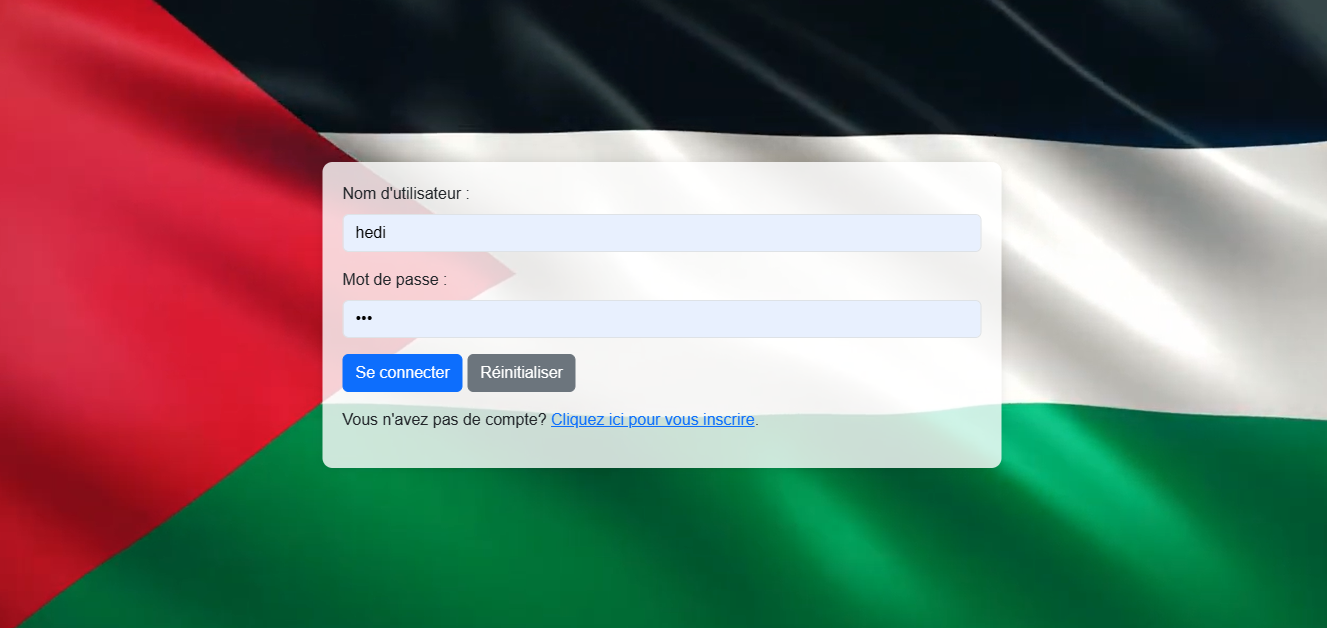 Nom d'utilisateur :
hedi
Mot de passe :
•••
Se connecter Réinitialiser
Vous n'avez pas de compte? Cliquez ici pour vous inscrire.